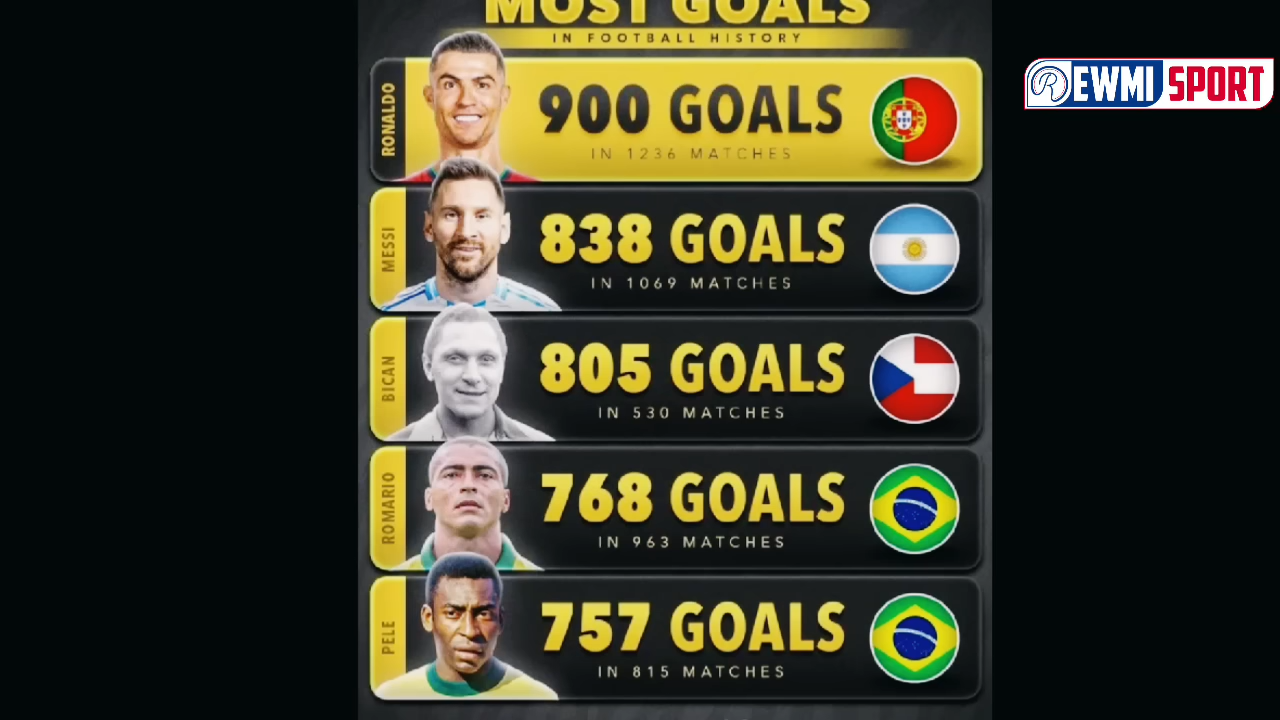 MOST GOALS
IN FOOTBALL HISTORY
RONALDO
900 GOALS
IN 1236 MATCHES
MESSI
838 GOALS
IN 1069 MATCHES
BICAN
805 GOALS
IN 530 MATCHES
ROMARIO
768 GOALS
IN 963 MATCHES
PELE
757 GOALS
IN 815 MATCHES
REWMI SPORT